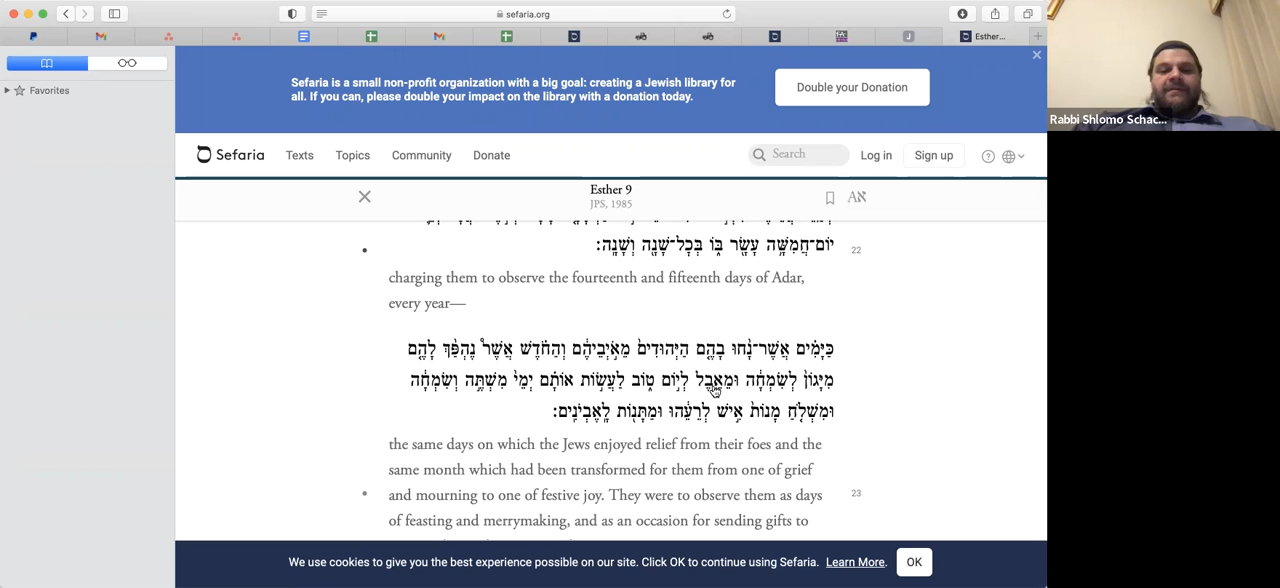 sefaria.org
Esther...
Favorites
Sefaria is a small non-profit organization with a big goal: creating a Jewish library for
all. If you can, please double your impact on the library with a donation today.
Double your Donation
Sefaria
Texts
Topics
Community
Donate
Search
Log in
Sign up
Rabbi Shlomo Schac...
Esther 9
JPS, 1985
יוֹם־חֲמִשָּׁ֥ה עָשָׂ֖ר בּ֑וֹ בְּכׇל־שָׁנָ֖ה וְשָׁנָֽה׃
22
charging them to observe the fourteenth and fifteenth days of Adar,
every year—
כַּיָּמִ֗ים אֲשֶׁר־נָ֨חוּ בָהֶ֤ם הַיְּהוּדִים֙ מֵאֹ֣יְבֵיהֶ֔ם וְהַחֹ֗דֶשׁ אֲשֶׁר֩ נֶהְפַּ֨ךְ לָהֶ֤ם
מִיָּגוֹן֙ לְשִׂמְחָ֔ה וּמֵאֵ֖בֶל לְי֣וֹם ט֑וֹב לַעֲשׂ֣וֹת אוֹתָ֗ם יְמֵי֙ מִשְׁתֶּ֣ה וְשִׂמְחָ֔ה
וּמִשְׁלֹ֤חַ מָנוֹת֙ אִ֣ישׁ לְרֵעֵ֔הוּ וּמַתָּנ֖וֹת לָֽאֶבְיֹנִֽים׃
the same days on which the Jews enjoyed relief from their foes and the
same month which had been transformed for them from one of grief
and mourning to one of festive joy. They were to observe them as days
23
of feasting and merrymaking, and as an occasion for sending gifts to
We use cookies to give you the best experience possible on our site. Click OK to continue using Sefaria. Learn More.
OK